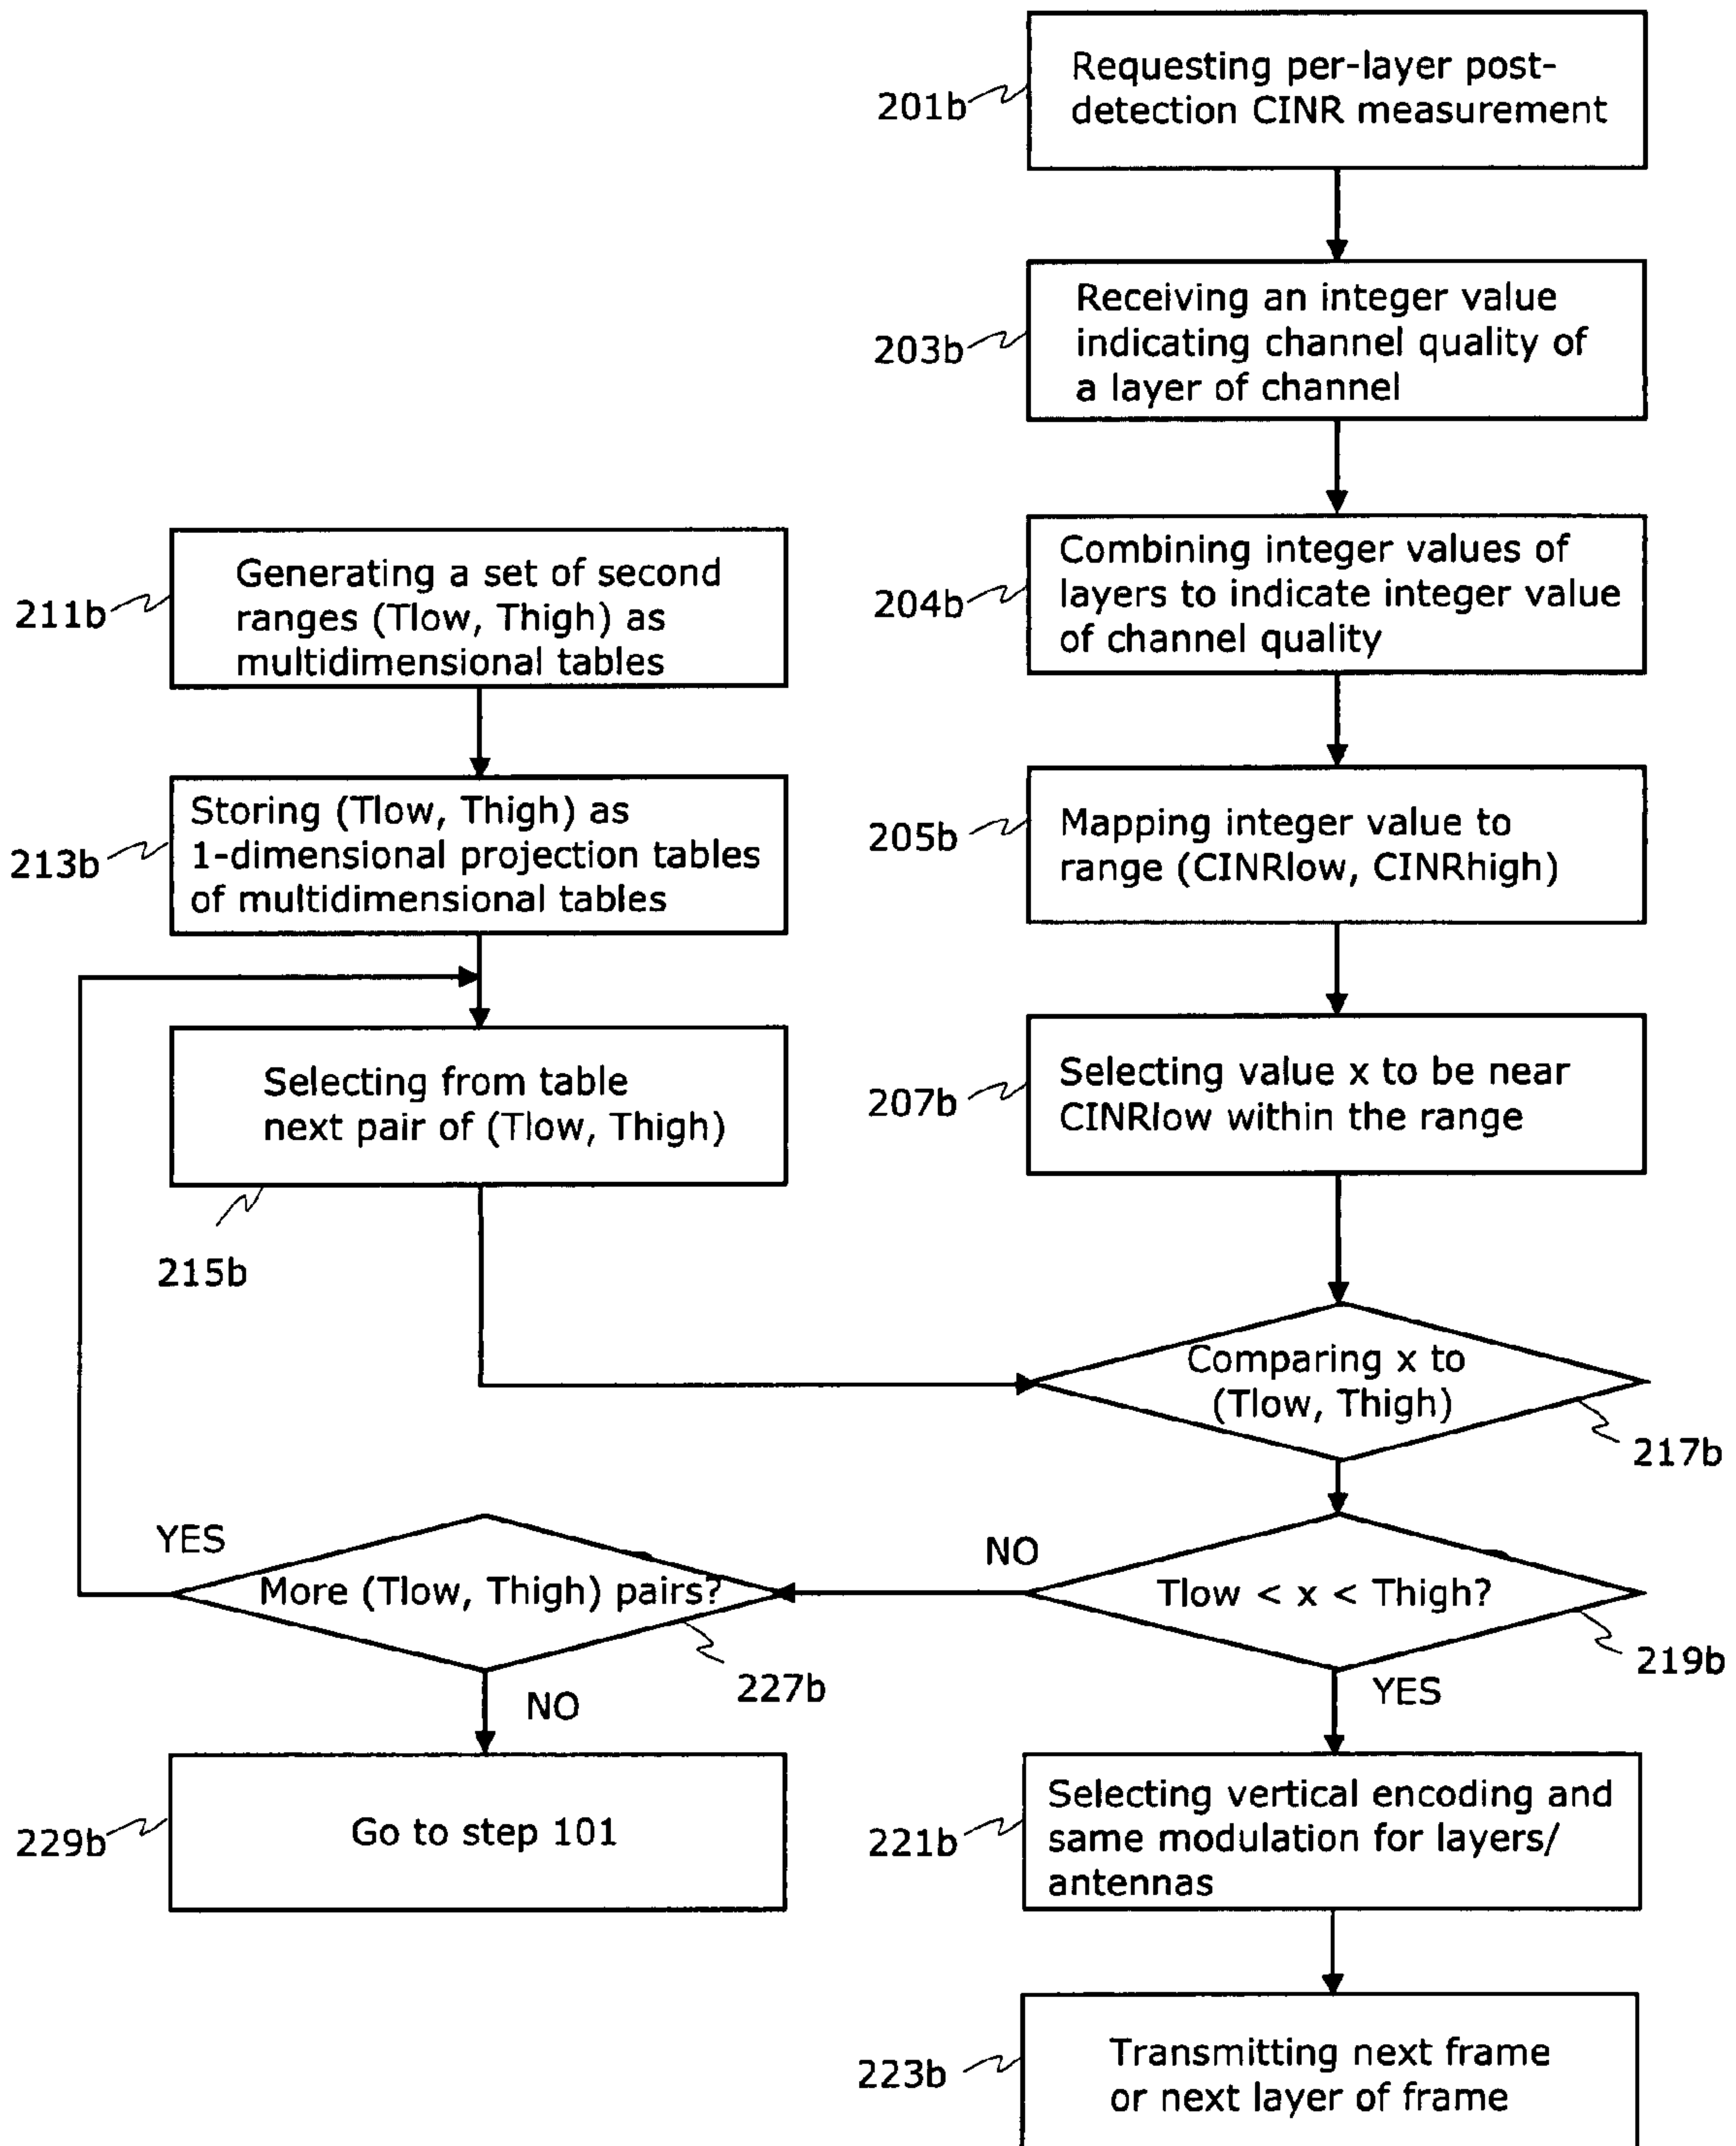 Requesting per-layer post-
detection CINR measurement
201b
Receiving an integer value
indicating channel quality of
a layer of channel
203b
Combining integer values of
layers to indicate integer value
of channel quality
204b
Generating a set of second
ranges (Tlow, Thigh) as
multidimensional tables
211b
Mapping integer value to
range (CINRlow, CINRhigh)
205b
Storing (Tlow, Thigh) as
1-dimensional projection tables
of multidimensional tables
213b
Selecting value x to be near
CINRlow within the range
207b
Selecting from table
next pair of (Tlow, Thigh)
215b
Comparing x to
(Tlow, Thigh)
217b
Tlow < x < Thigh?
219b
NO
YES
More (Tlow, Thigh) pairs?
227b
YES
NO
Go to step 101
229b
Selecting vertical encoding and
same modulation for layers/
antennas
221b
Transmitting next frame
or next layer of frame
223b